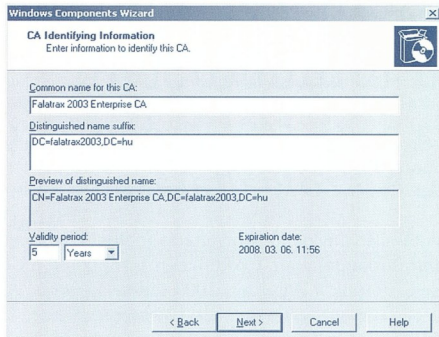 Windows Components Wizard
CA Identifying Information
Enter information to identify this CA.
Common name for this CA:
Falatrax 2003 Enterprise CA
Distinguished name suffix:
DC=falatrax2003,DC=hu
Preview of distinguished name:
CN=Falatrax 2003 Enterprise CA,DC=falatrax2003,DC=hu
Validity period:
Expiration date:
5 Years
2008. 03. 06. 11:56
< Back
Next >
Cancel
Help